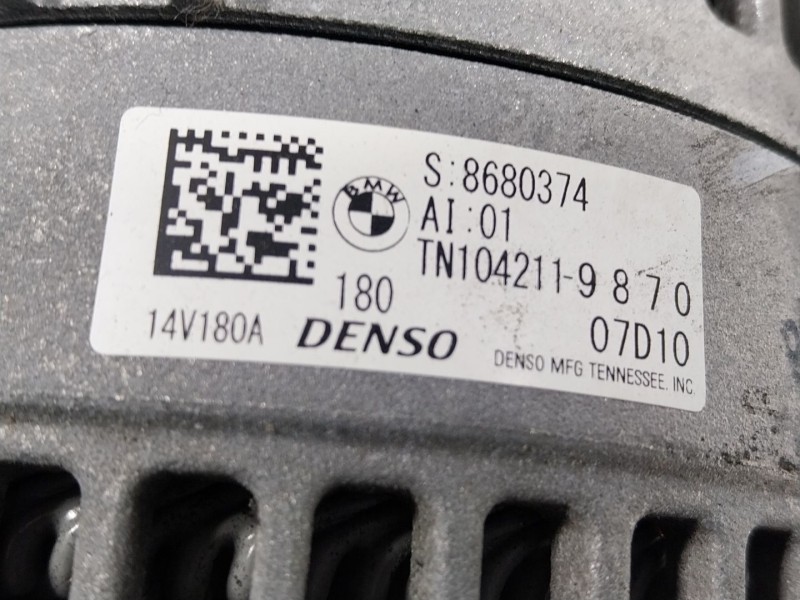 BMW
S:8680374
AI:01
TN104211-9870
180
07D10
14V180A
DENSO
DENSO MFG TENNESSEE, INC.